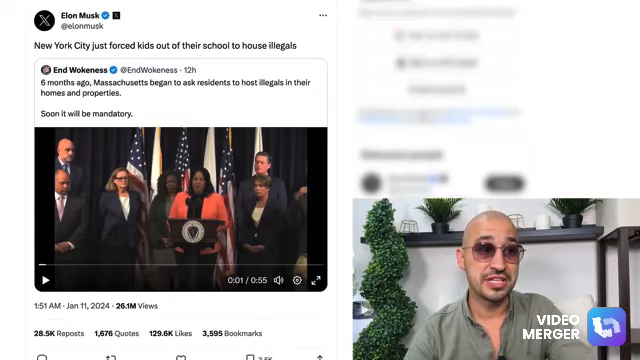 Elon Musk
@elonmusk
New York City just forced kids out of their school to house illegals
End Wokeness @EndWokeness · 12h
6 months ago, Massachusetts began to ask residents to host illegals in their
homes and properties.
Soon it will be mandatory.
0:01 / 0:55
1:51 AM · Jan 11, 2024 · 26.1M Views
28.5K Reposts 1,676 Quotes 129.6K Likes 3,595 Bookmarks
VIDEO
MERGER